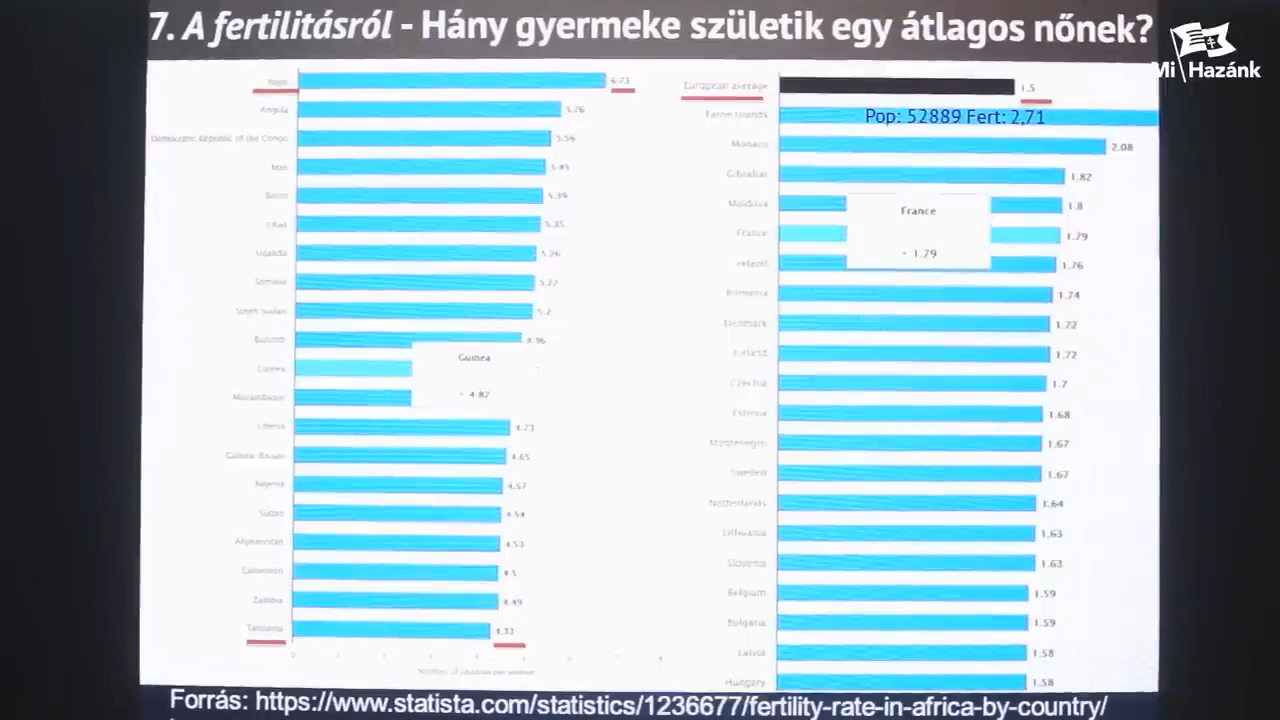 7. A fertilitásról - Hány gyermeke születik egy átlagos nőnek?
Mi Hazánk
Niger 6.73
Angola 5.76
Democratic Republic of the Congo 5.56
Mali 5.45
Benin 5.39
Chad 5.35
Uganda 5.26
Somalia 5.22
South Sudan 5.2
Burundi 4.96
Guinea
Mozambique
Guinea
- 4.82
Liberia 4.73
Guinea-Bissau 4.65
Nigeria 4.57
Sudan 4.54
Afghanistan 4.53
Cameroon 4.5
Zambia 4.49
Tanzania 4.33
Number of children per woman
European average 1.5
Faroe Islands Pop: 52889 Fert: 2,71
Monaco 2.08
Gibraltar 1.82
Moldova 1.8
France 1.79
Ireland 1.76
France
- 1.79
Romania 1.74
Denmark 1.72
Iceland 1.72
Czechia 1.7
Estonia 1.68
Montenegro 1.67
Sweden 1.67
Netherlands 1.64
Lithuania 1.63
Slovenia 1.63
Belgium 1.59
Bulgaria 1.59
Latvia 1.58
Hungary 1.58
Forrás: https://www.statista.com/statistics/1236677/fertility-rate-in-africa-by-country/